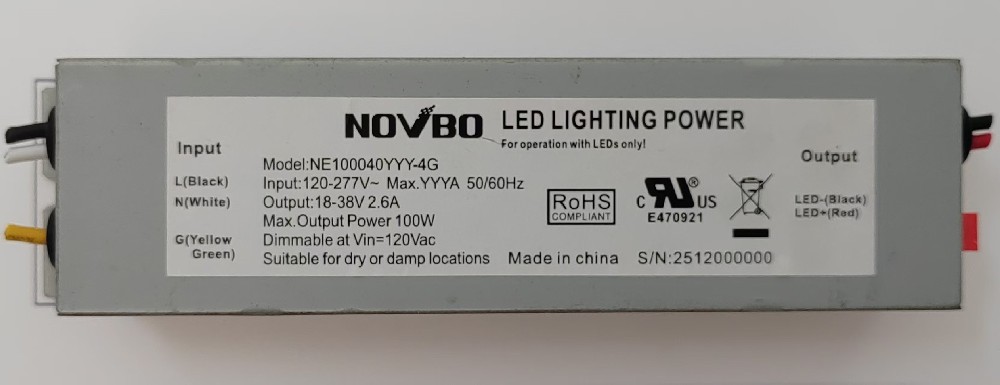 NOVBO LED LIGHTING POWER
For operation with LEDs only!
Input
L(Black)
N(White)
G(Yellow
Green)
Model:NE100040YYY-4G
Input:120-277V~ Max.YYYA 50/60Hz
Output:18-38V 2.6A
Max.Output Power 100W
Dimmable at Vin=120Vac
Suitable for dry or damp locations Made in china S/N:2512000000
RoHS
COMPLIANT
c RU® US
E470921
Output
LED-(Black)
LED+(Red)